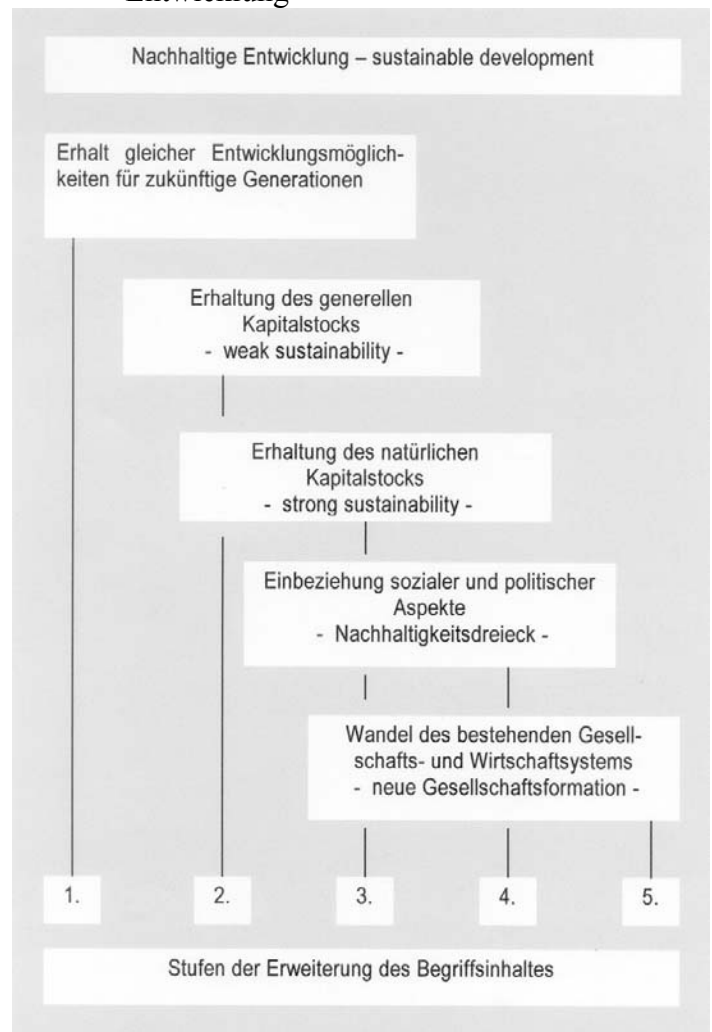 Entwicklung
Nachhaltige Entwicklung – sustainable development
Erhalt gleicher Entwicklungsmöglich-
keiten für zukünftige Generationen
Erhaltung des generellen
Kapitalstocks
- weak sustainability -
Erhaltung des natürlichen
Kapitalstocks
- strong sustainability -
Einbeziehung sozialer und politischer
Aspekte
- Nachhaltigkeitsdreieck -
Wandel des bestehenden Gesell-
schafts- und Wirtschaftsystems
- neue Gesellschaftsformation -
1. 2. 3. 4. 5.
Stufen der Erweiterung des Begriffsinhaltes